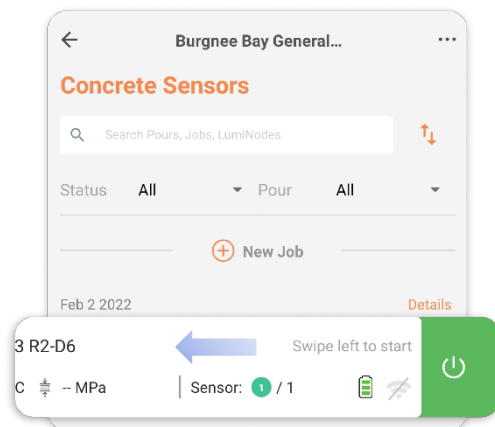 Burgnee Bay General...
Concrete Sensors
Search Pours, Jobs, LumiNodes
Status All Pour All
New Job
Feb 2 2022 Details
3 R2-D6 Swipe left to start
C -- MPa Sensor: 1 / 1